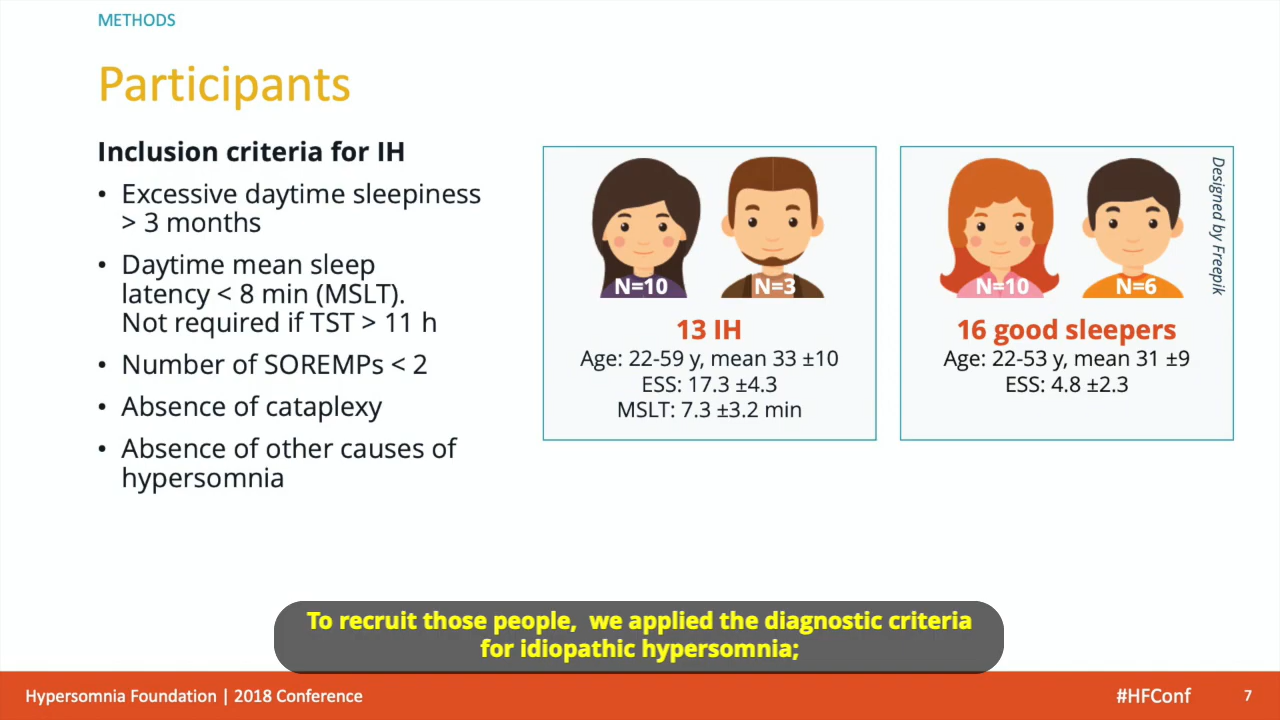 METHODS
Participants
Inclusion criteria for IH
• Excessive daytime sleepiness
> 3 months
• Daytime mean sleep
latency < 8 min (MSLT).
Not required if TST > 11 h
• Number of SOREMPs < 2
• Absence of cataplexy
• Absence of other causes of
hypersomnia
N=10
N=3
13 IH
Age: 22-59 y, mean 33 ±10
ESS: 17.3 ±4.3
MSLT: 7.3 ±3.2 min
N=10
N=6
16 good sleepers
Age: 22-53 y, mean 31 ±9
ESS: 4.8 ±2.3
Designed by Freepik
To recruit those people,  we applied the diagnostic criteria
for idiopathic hypersomnia;
Hypersomnia Foundation | 2018 Conference
#HFConf
7